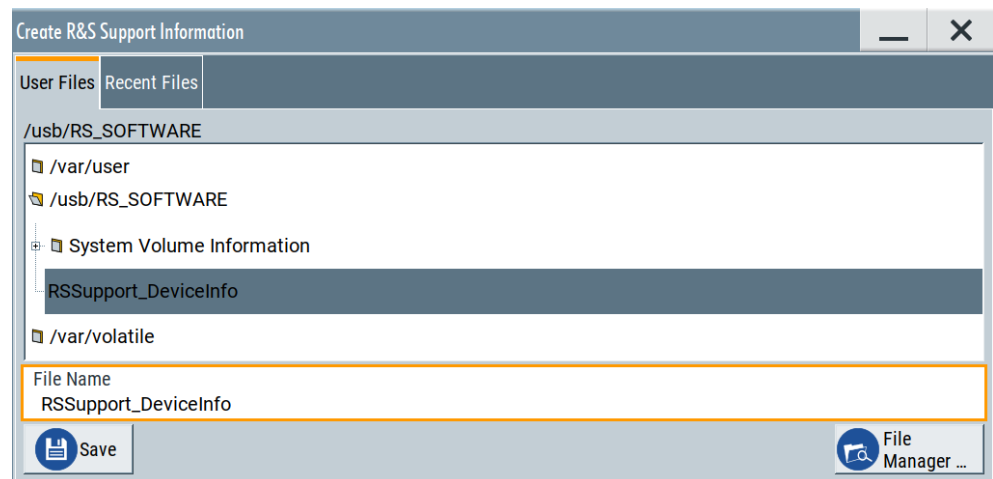 Create R&S Support Information
User Files Recent Files
/usb/RS_SOFTWARE
/var/user
/usb/RS_SOFTWARE
System Volume Information
RSSupport_DeviceInfo
/var/volatile
File Name
RSSupport_DeviceInfo
Save
File
Manager ...